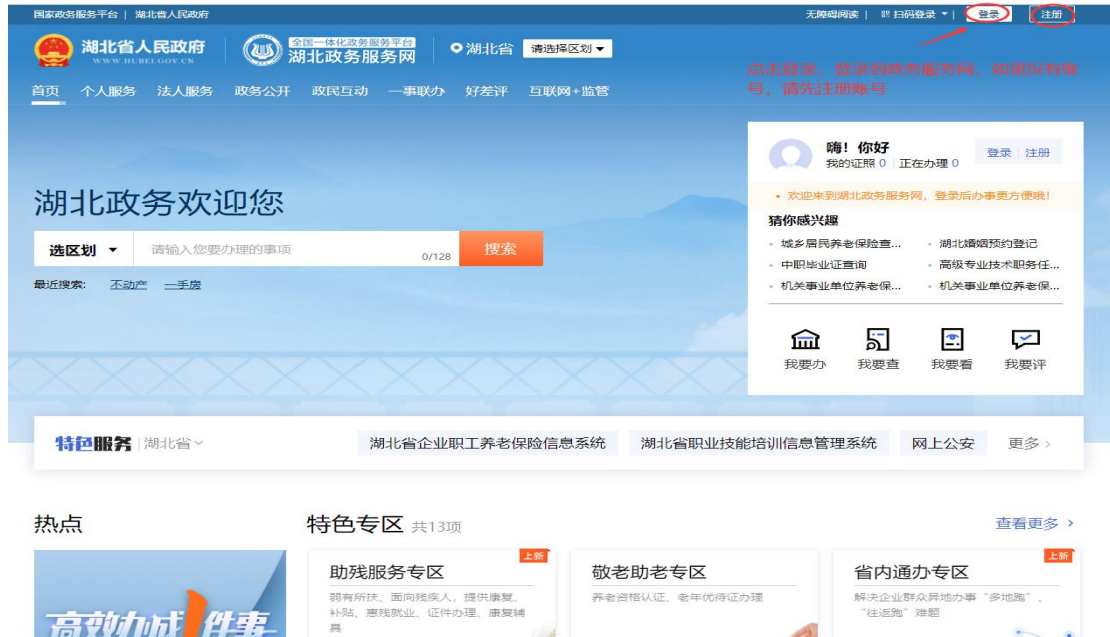 国家政务服务平台 | 湖北省人民政府
无障碍阅读 | 扫码登录 | 登录 注册
湖北省人民政府
WWW.HUBEI.GOV.CN
全国一体化政务服务平台
湖北政务服务网
湖北省 请选择区划
点击登录，登录到政务服务网，如果没有账
号，请先注册账号
首页 个人服务 法人服务 政务公开 政民互动 一事联办 好差评 互联网+监管
嗨！你好
我的证照 0 | 正在办理 0
登录 | 注册
欢迎来到湖北政务服务网，登录后办事更方便哦!
湖北政务欢迎您
选区划 请输入您要办理的事项 0/128 搜索
最近搜索: 不动产 一手房
猜你感兴趣
城乡居民养老保险查... 湖北婚姻预约登记
中职毕业证查询 高级专业技术职务任...
机关事业单位养老保... 机关事业单位养老保...
我要办 我要查 我要看 我要评
特色服务 | 湖北省 湖北省企业职工养老保险信息系统 湖北省职业技能培训信息管理系统 网上公安 更多
热点
高效办成一件事
特色专区 共13项 查看更多
上新
助残服务专区
弱有所扶、面向残疾人，提供康复、
补贴、惠残就业、证件办理、康复辅
具
敬老助老专区
养老资格认证、老年优待证办理
上新
省内通办专区
解决企业群众异地办事“多地跑”、
“往返跑”难题